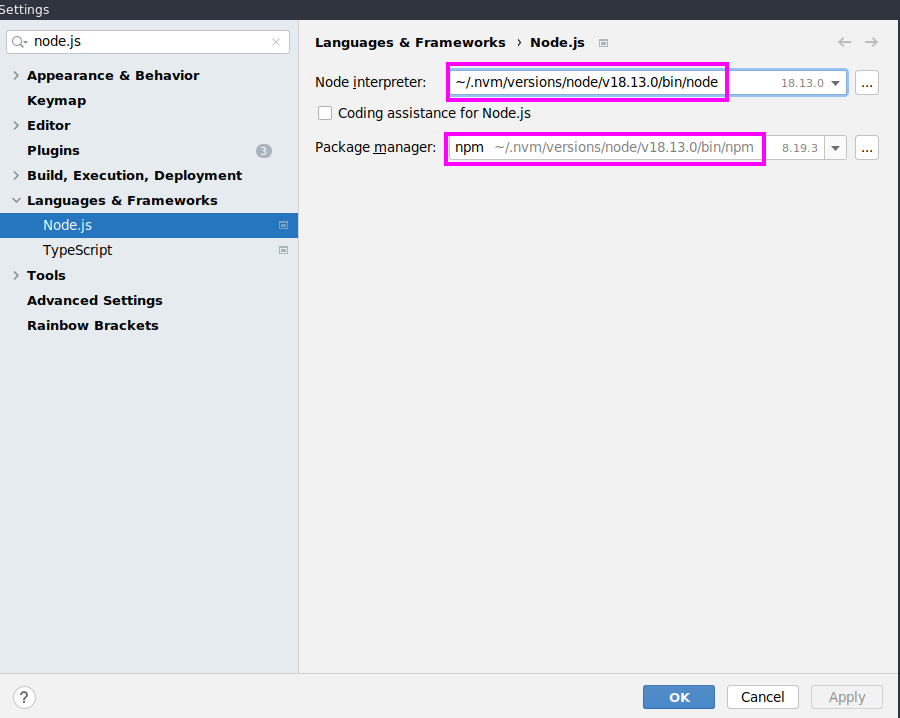 Settings
node.js
Appearance & Behavior
Keymap
Editor
Plugins 3
Build, Execution, Deployment
Languages & Frameworks
Node.js
TypeScript
Tools
Advanced Settings
Rainbow Brackets
Languages & Frameworks › Node.js
Node interpreter: ~/.nvm/versions/node/v18.13.0/bin/node 18.13.0 ...
Coding assistance for Node.js
Package manager: npm ~/.nvm/versions/node/v18.13.0/bin/npm 8.19.3 ...
? OK Cancel Apply